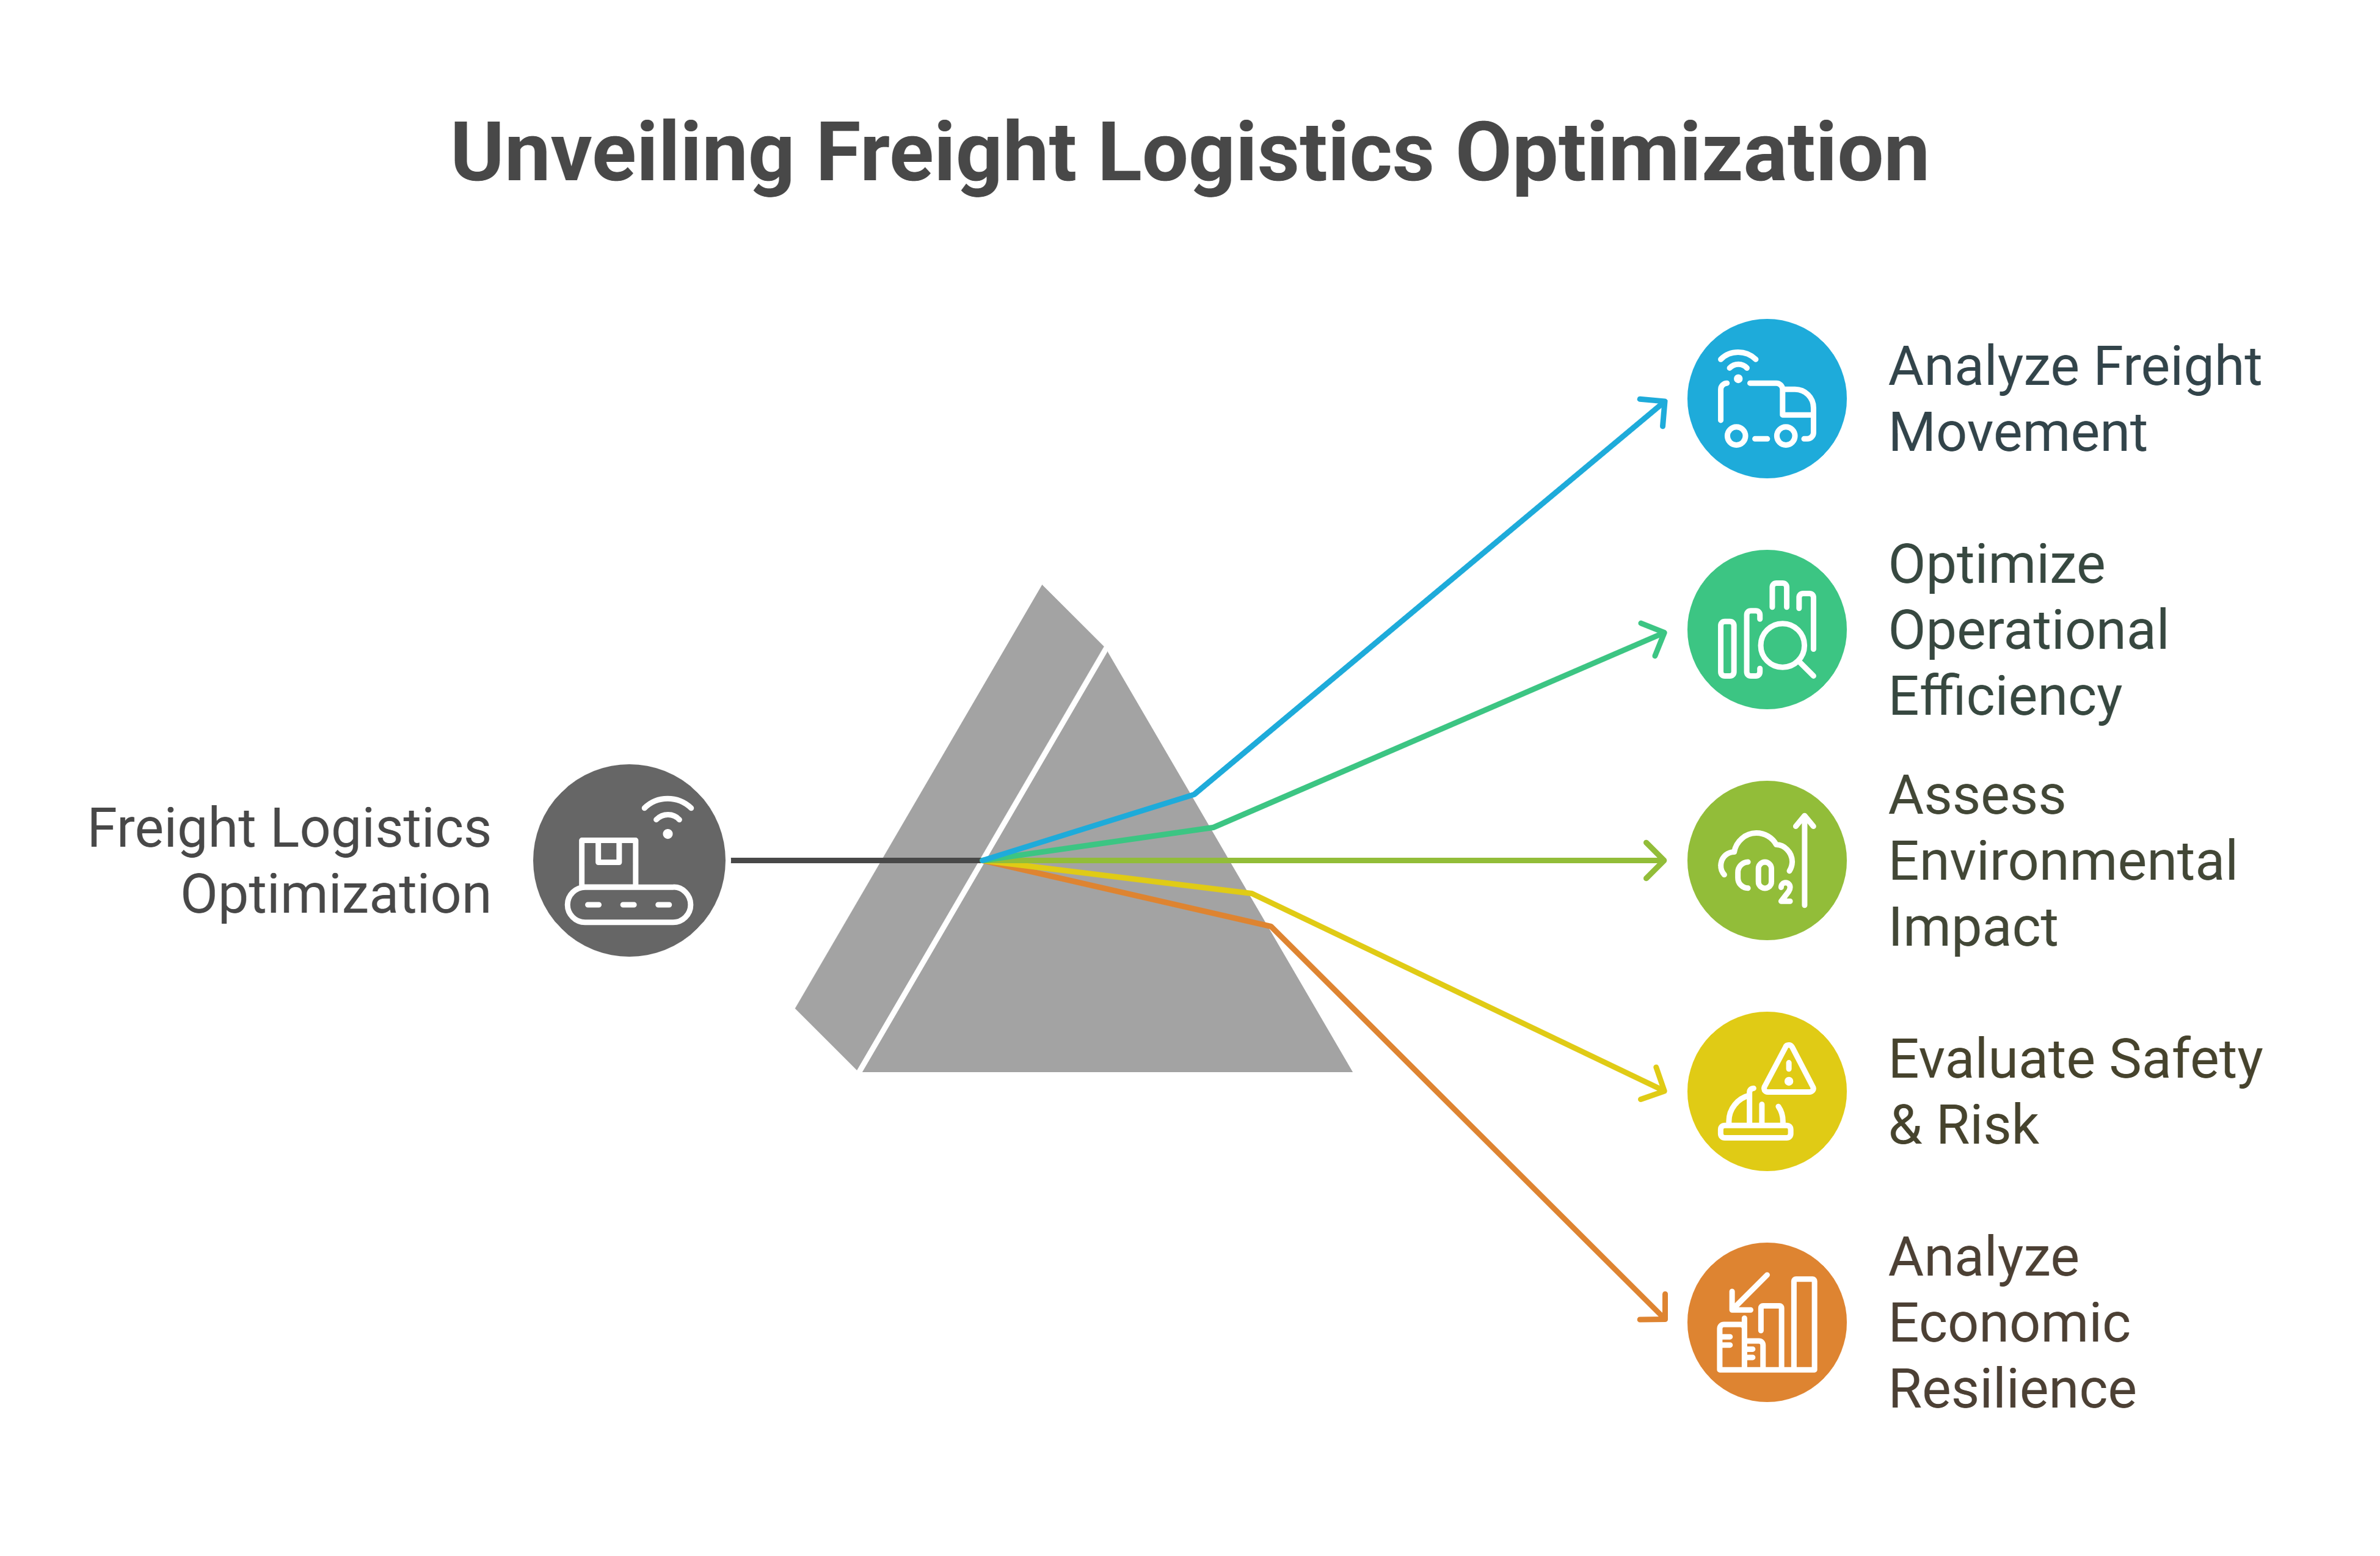 Unveiling Freight Logistics Optimization
Freight Logistics
Optimization
Analyze Freight
Movement
Optimize
Operational
Efficiency
CO2
Assess
Environmental
Impact
Evaluate Safety
& Risk
Analyze
Economic
Resilience